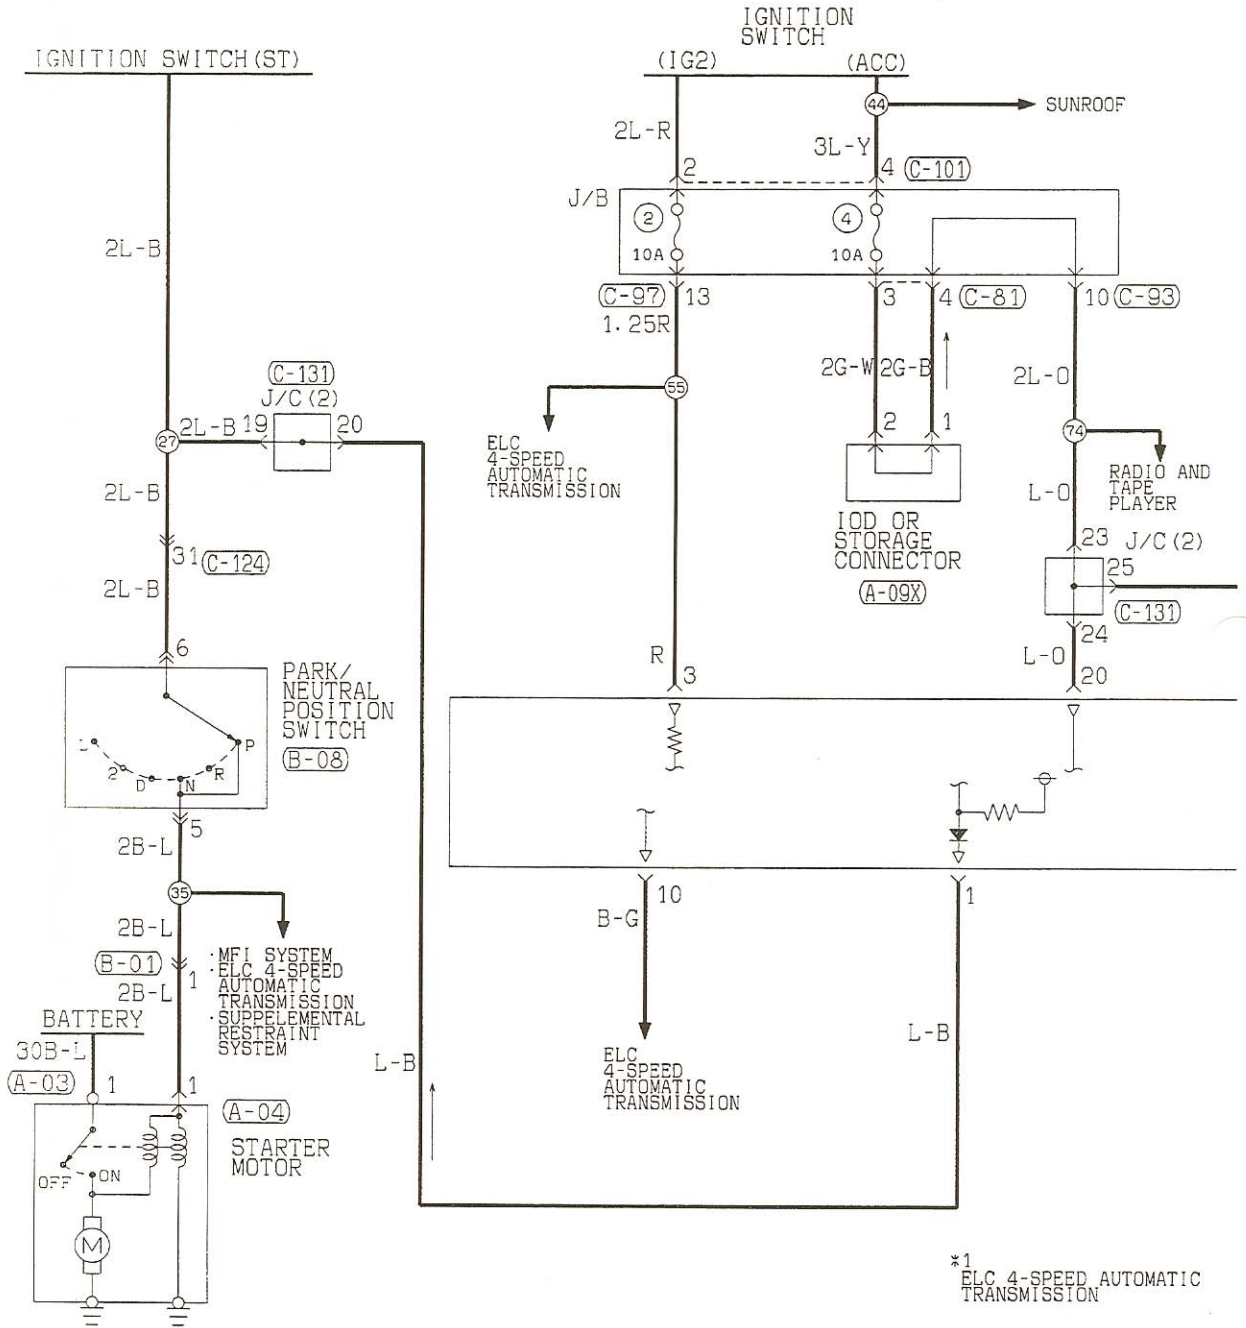 IGNITION SWITCH(ST)
IGNITION
SWITCH
(IG2)
(ACC)
44
SUNROOF
2L-R
3L-Y
2
4
C-101
J/B
2
4
10A
10A
C-97
13
3
4
C-81
10
C-93
1.25R
2L-B
2G-W
2G-B
2L-O
55
ELC
4-SPEED
AUTOMATIC
TRANSMISSION
C-131
J/C(2)
2L-B
19
20
27
2
1
74
RADIO AND
TAPE
PLAYER
IOD OR
STORAGE
CONNECTOR
A-09X
L-O
23
J/C(2)
25
C-131
24
L-O
20
2L-B
31
C-124
2L-B
6
R
3
PARK/
NEUTRAL
POSITION
SWITCH
B-08
L
2
D
N
R
P
5
2B-L
35
2B-L
B-01
1
2B-L
·MFI SYSTEM
·ELC 4-SPEED
AUTOMATIC
TRANSMISSION
·SUPPELEMENTAL
RESTRAINT
SYSTEM
10
B-G
1
ELC
4-SPEED
AUTOMATIC
TRANSMISSION
L-B
L-B
BATTERY
30B-L
A-03
1
1
A-04
STARTER
MOTOR
OFF
ON
M
*1
ELC 4-SPEED AUTOMATIC
TRANSMISSION